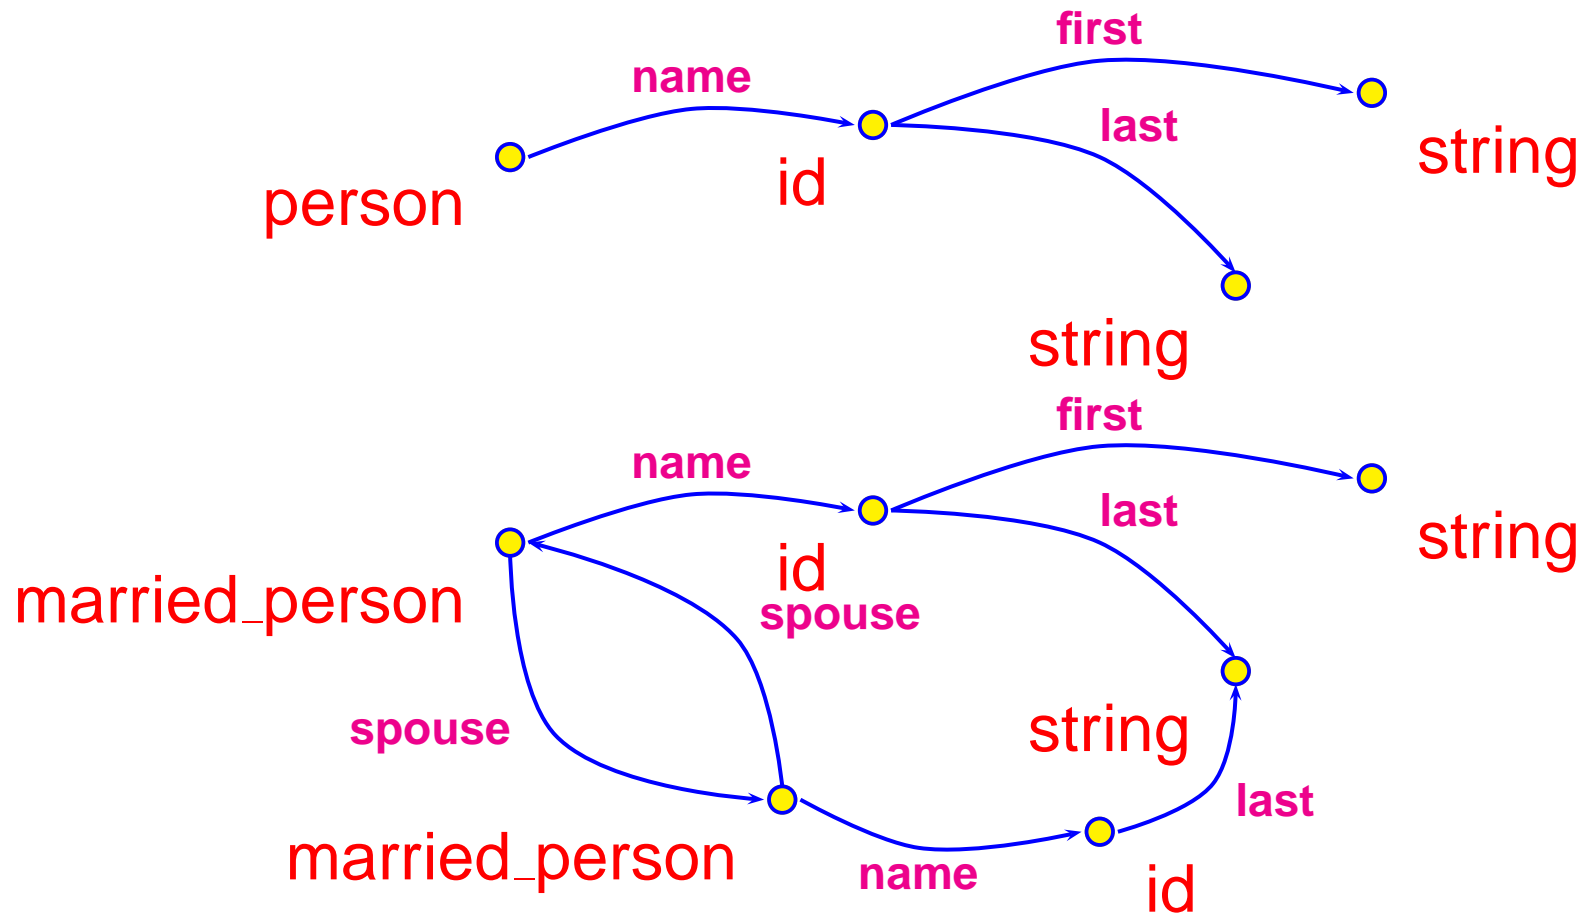 first
name
last
string
id
person
string
first
name
last
string
id
married_person
spouse
spouse
string
last
married_person
name
id